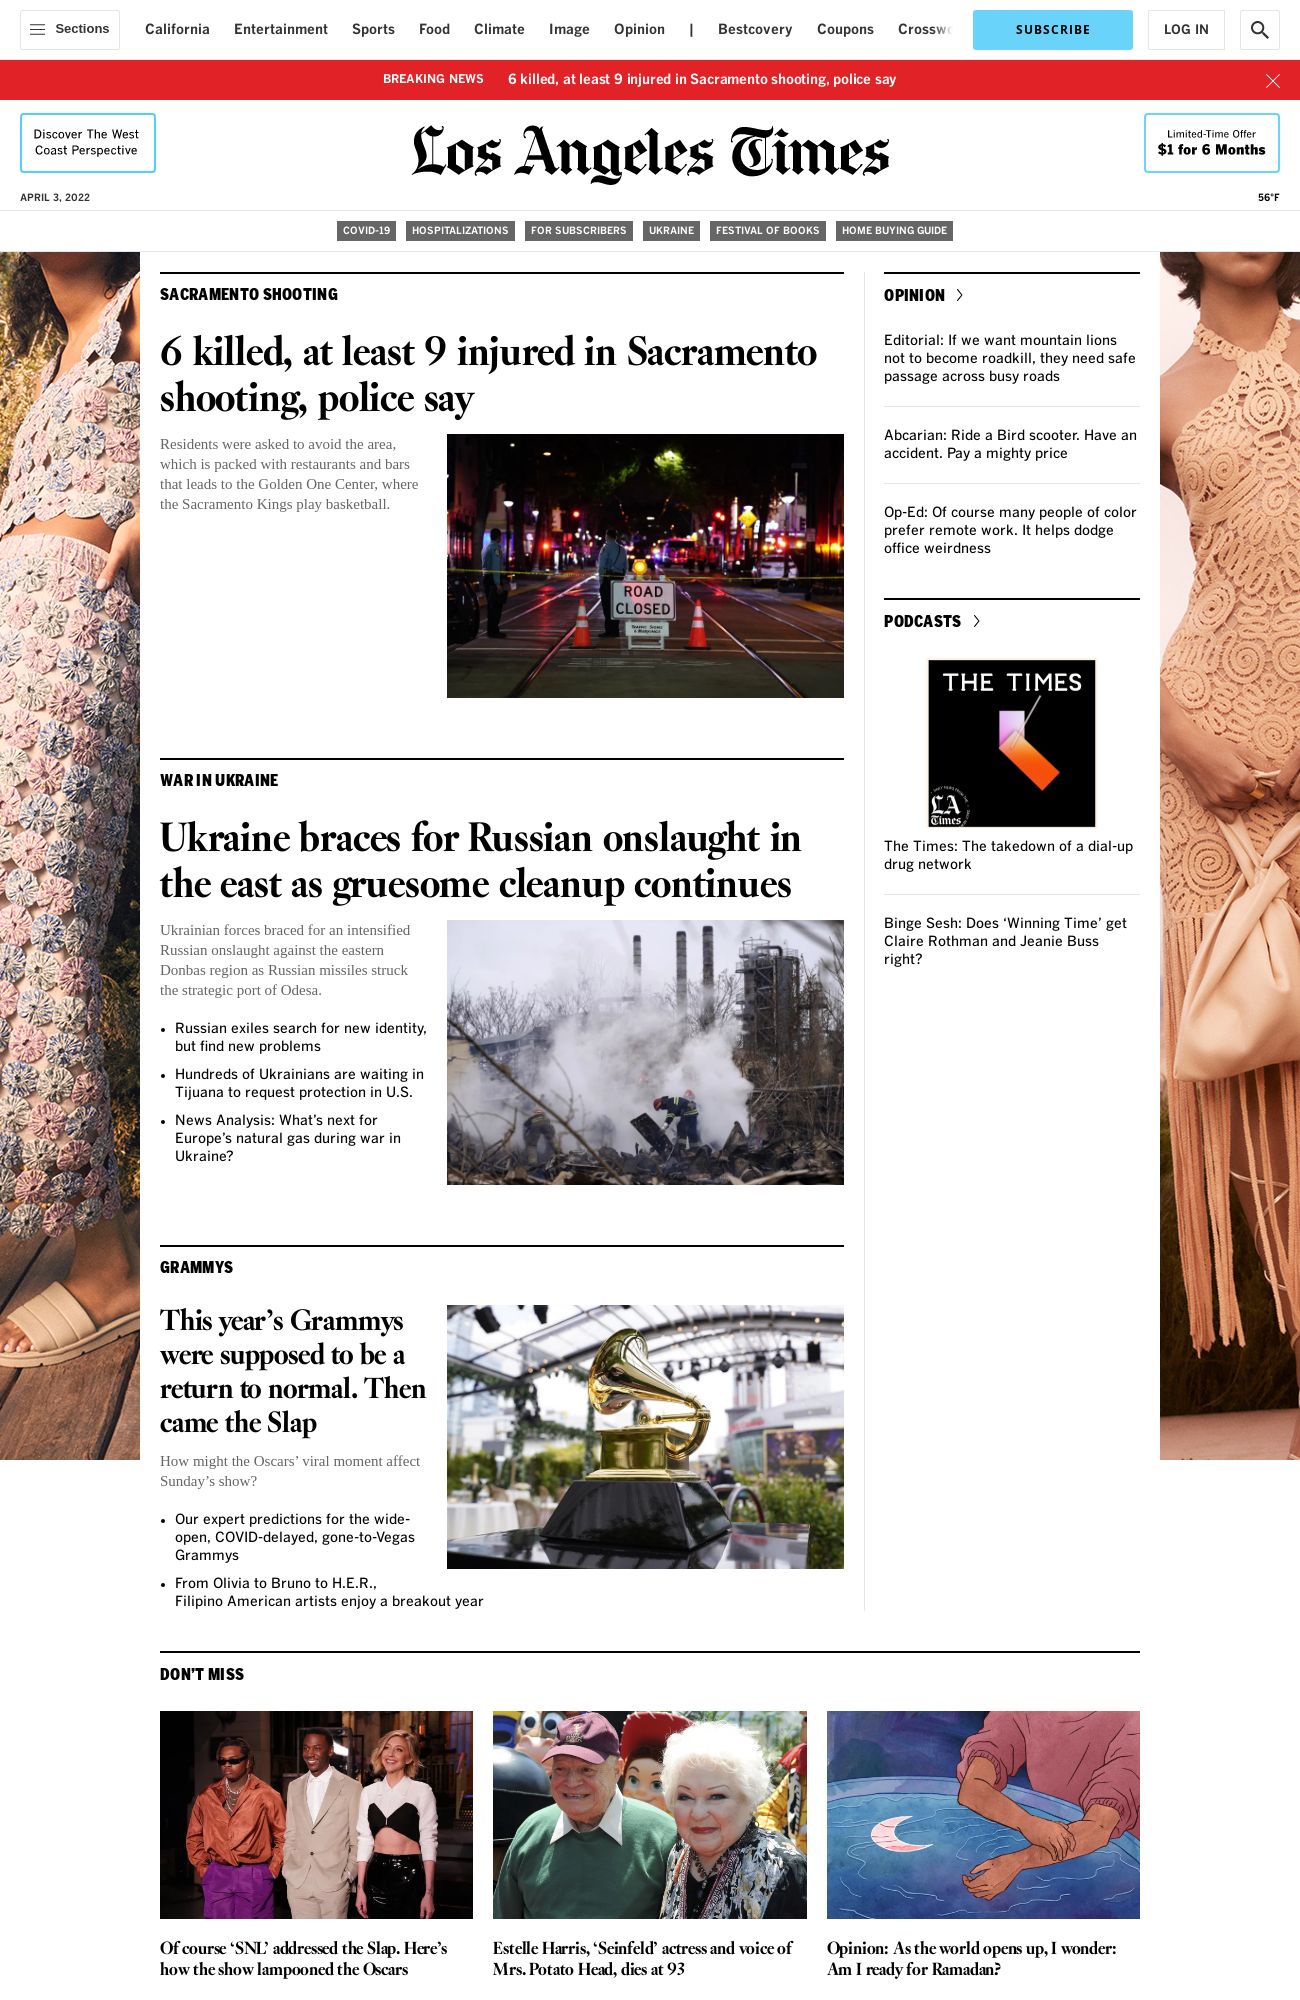 Sections
California Entertainment Sports Food Climate Image Opinion | Bestcovery Coupons
SUBSCRIBE
LOG IN
BREAKING NEWS 6 killed, at least 9 injured in Sacramento shooting, police say
Discover The West
Coast Perspective
Los Angeles Times
Limited-Time Offer
$1 for 6 Months
APRIL 3, 2022
56°F
COVID-19 HOSPITALIZATIONS FOR SUBSCRIBERS UKRAINE FESTIVAL OF BOOKS HOME BUYING GUIDE
SACRAMENTO SHOOTING
6 killed, at least 9 injured in Sacramento
shooting, police say
Residents were asked to avoid the area,
which is packed with restaurants and bars
that leads to the Golden One Center, where
the Sacramento Kings play basketball.
ROAD
CLOSED
WAR IN UKRAINE
Ukraine braces for Russian onslaught in
the east as gruesome cleanup continues
Ukrainian forces braced for an intensified
Russian onslaught against the eastern
Donbas region as Russian missiles struck
the strategic port of Odesa.
• Russian exiles search for new identity,
but find new problems
• Hundreds of Ukrainians are waiting in
Tijuana to request protection in U.S.
• News Analysis: What’s next for
Europe’s natural gas during war in
Ukraine?
GRAMMYS
This year’s Grammys
were supposed to be a
return to normal. Then
came the Slap
How might the Oscars’ viral moment affect
Sunday’s show?
• Our expert predictions for the wide-
open, COVID-delayed, gone-to-Vegas
Grammys
• From Olivia to Bruno to H.E.R.,
Filipino American artists enjoy a breakout year
OPINION
Editorial: If we want mountain lions
not to become roadkill, they need safe
passage across busy roads
Abcarian: Ride a Bird scooter. Have an
accident. Pay a mighty price
Op-Ed: Of course many people of color
prefer remote work. It helps dodge
office weirdness
PODCASTS
THE TIMES
LA
Times
The Times: The takedown of a dial-up
drug network
Binge Sesh: Does ‘Winning Time’ get
Claire Rothman and Jeanie Buss
right?
DON’T MISS
Of course ‘SNL’ addressed the Slap. Here’s
how the show lampooned the Oscars
Estelle Harris, ‘Seinfeld’ actress and voice of
Mrs. Potato Head, dies at 93
Opinion: As the world opens up, I wonder:
Am I ready for Ramadan?